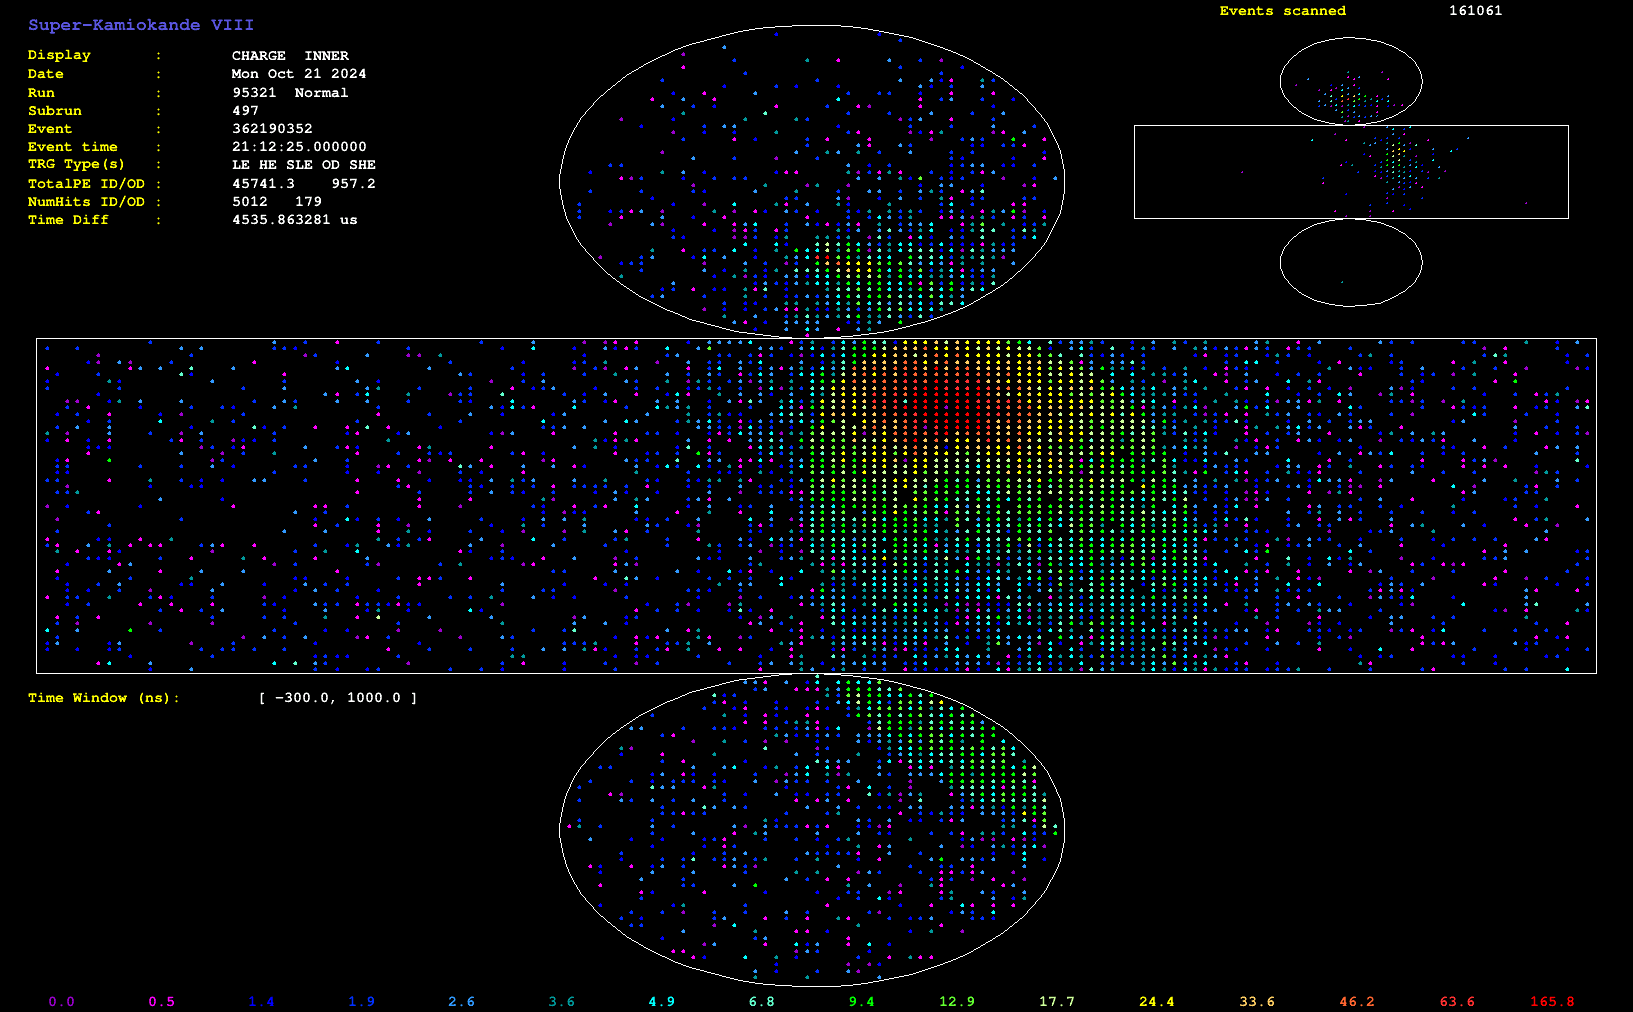 Super-Kamiokande VIII
Events scanned 161061
Display : CHARGE INNER
Date : Mon Oct 21 2024
Run : 95321 Normal
Subrun : 497
Event : 362190352
Event time : 21:12:25.000000
TRG Type(s) : LE HE SLE OD SHE
TotalPE ID/OD : 45741.3 957.2
NumHits ID/OD : 5012 179
Time Diff : 4535.863281 us
Time Window (ns): [ −300.0, 1000.0 ]
0.0 0.5 1.4 1.9 2.6 3.6 4.9 6.8 9.4 12.9 17.7 24.4 33.6 46.2 63.6 165.8